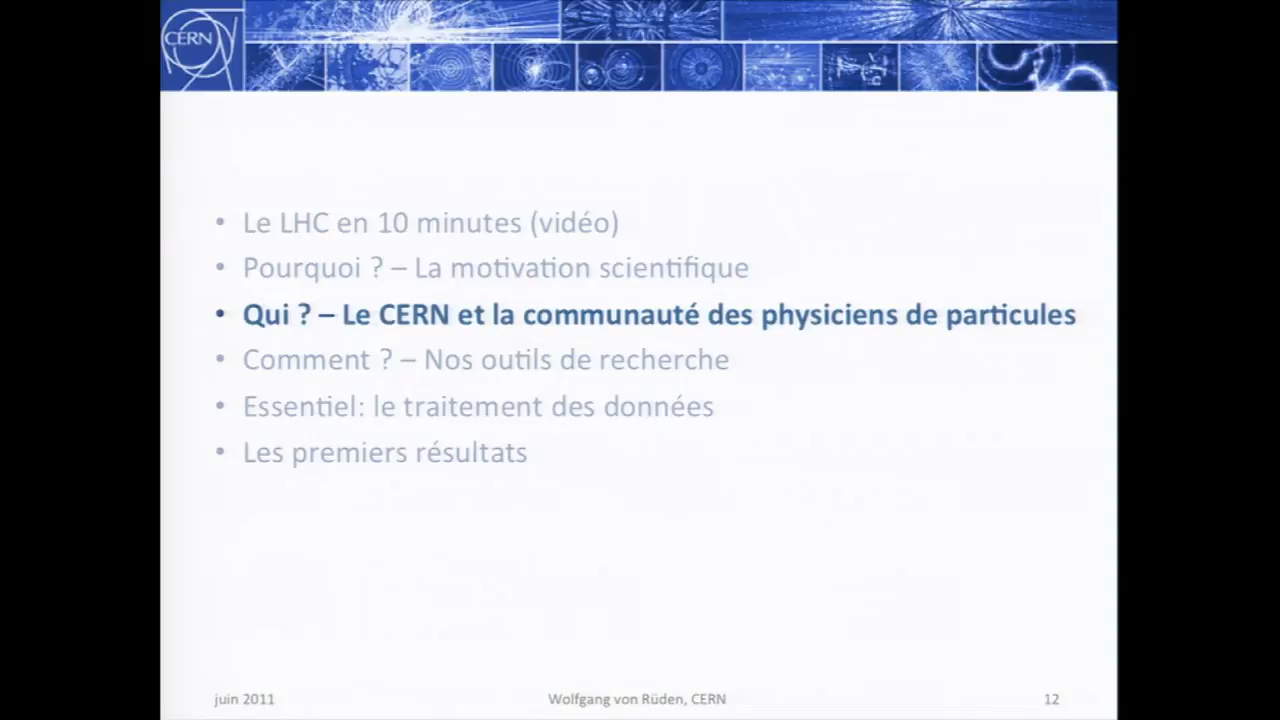 CERN
• Le LHC en 10 minutes (vidéo)
• Pourquoi ? – La motivation scientifique
• Qui ? – Le CERN et la communauté des physiciens de particules
• Comment ? – Nos outils de recherche
• Essentiel: le traitement des données
• Les premiers résultats
juin 2011
Wolfgang von Rüden, CERN
12